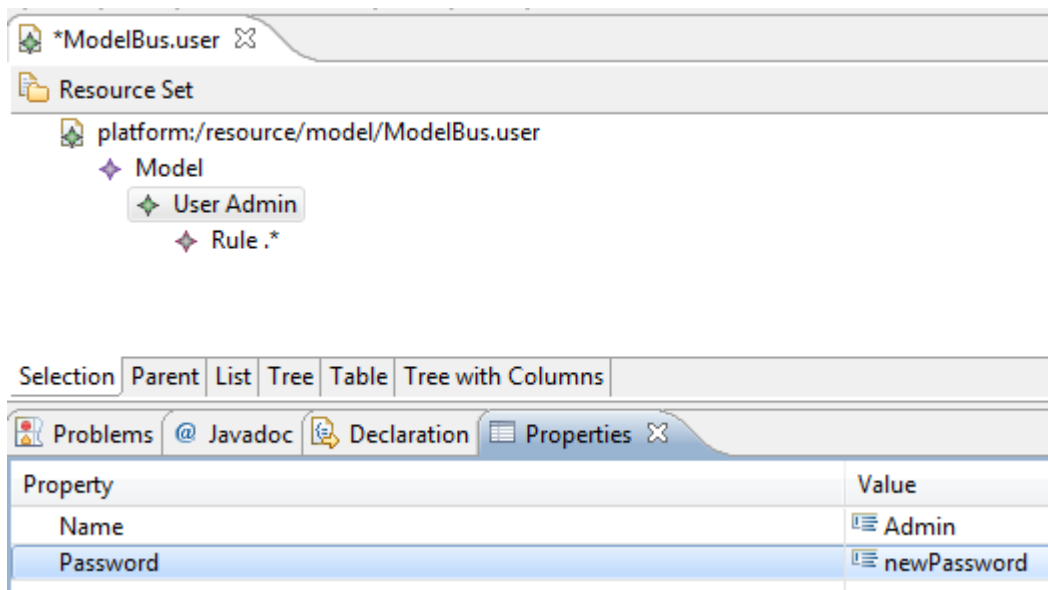 *ModelBus.user
Resource Set
platform:/resource/model/ModelBus.user
Model
User Admin
Rule .*
Selection Parent List Tree Table Tree with Columns
Problems @ Javadoc Declaration Properties
Property Value
Name Admin
Password newPassword